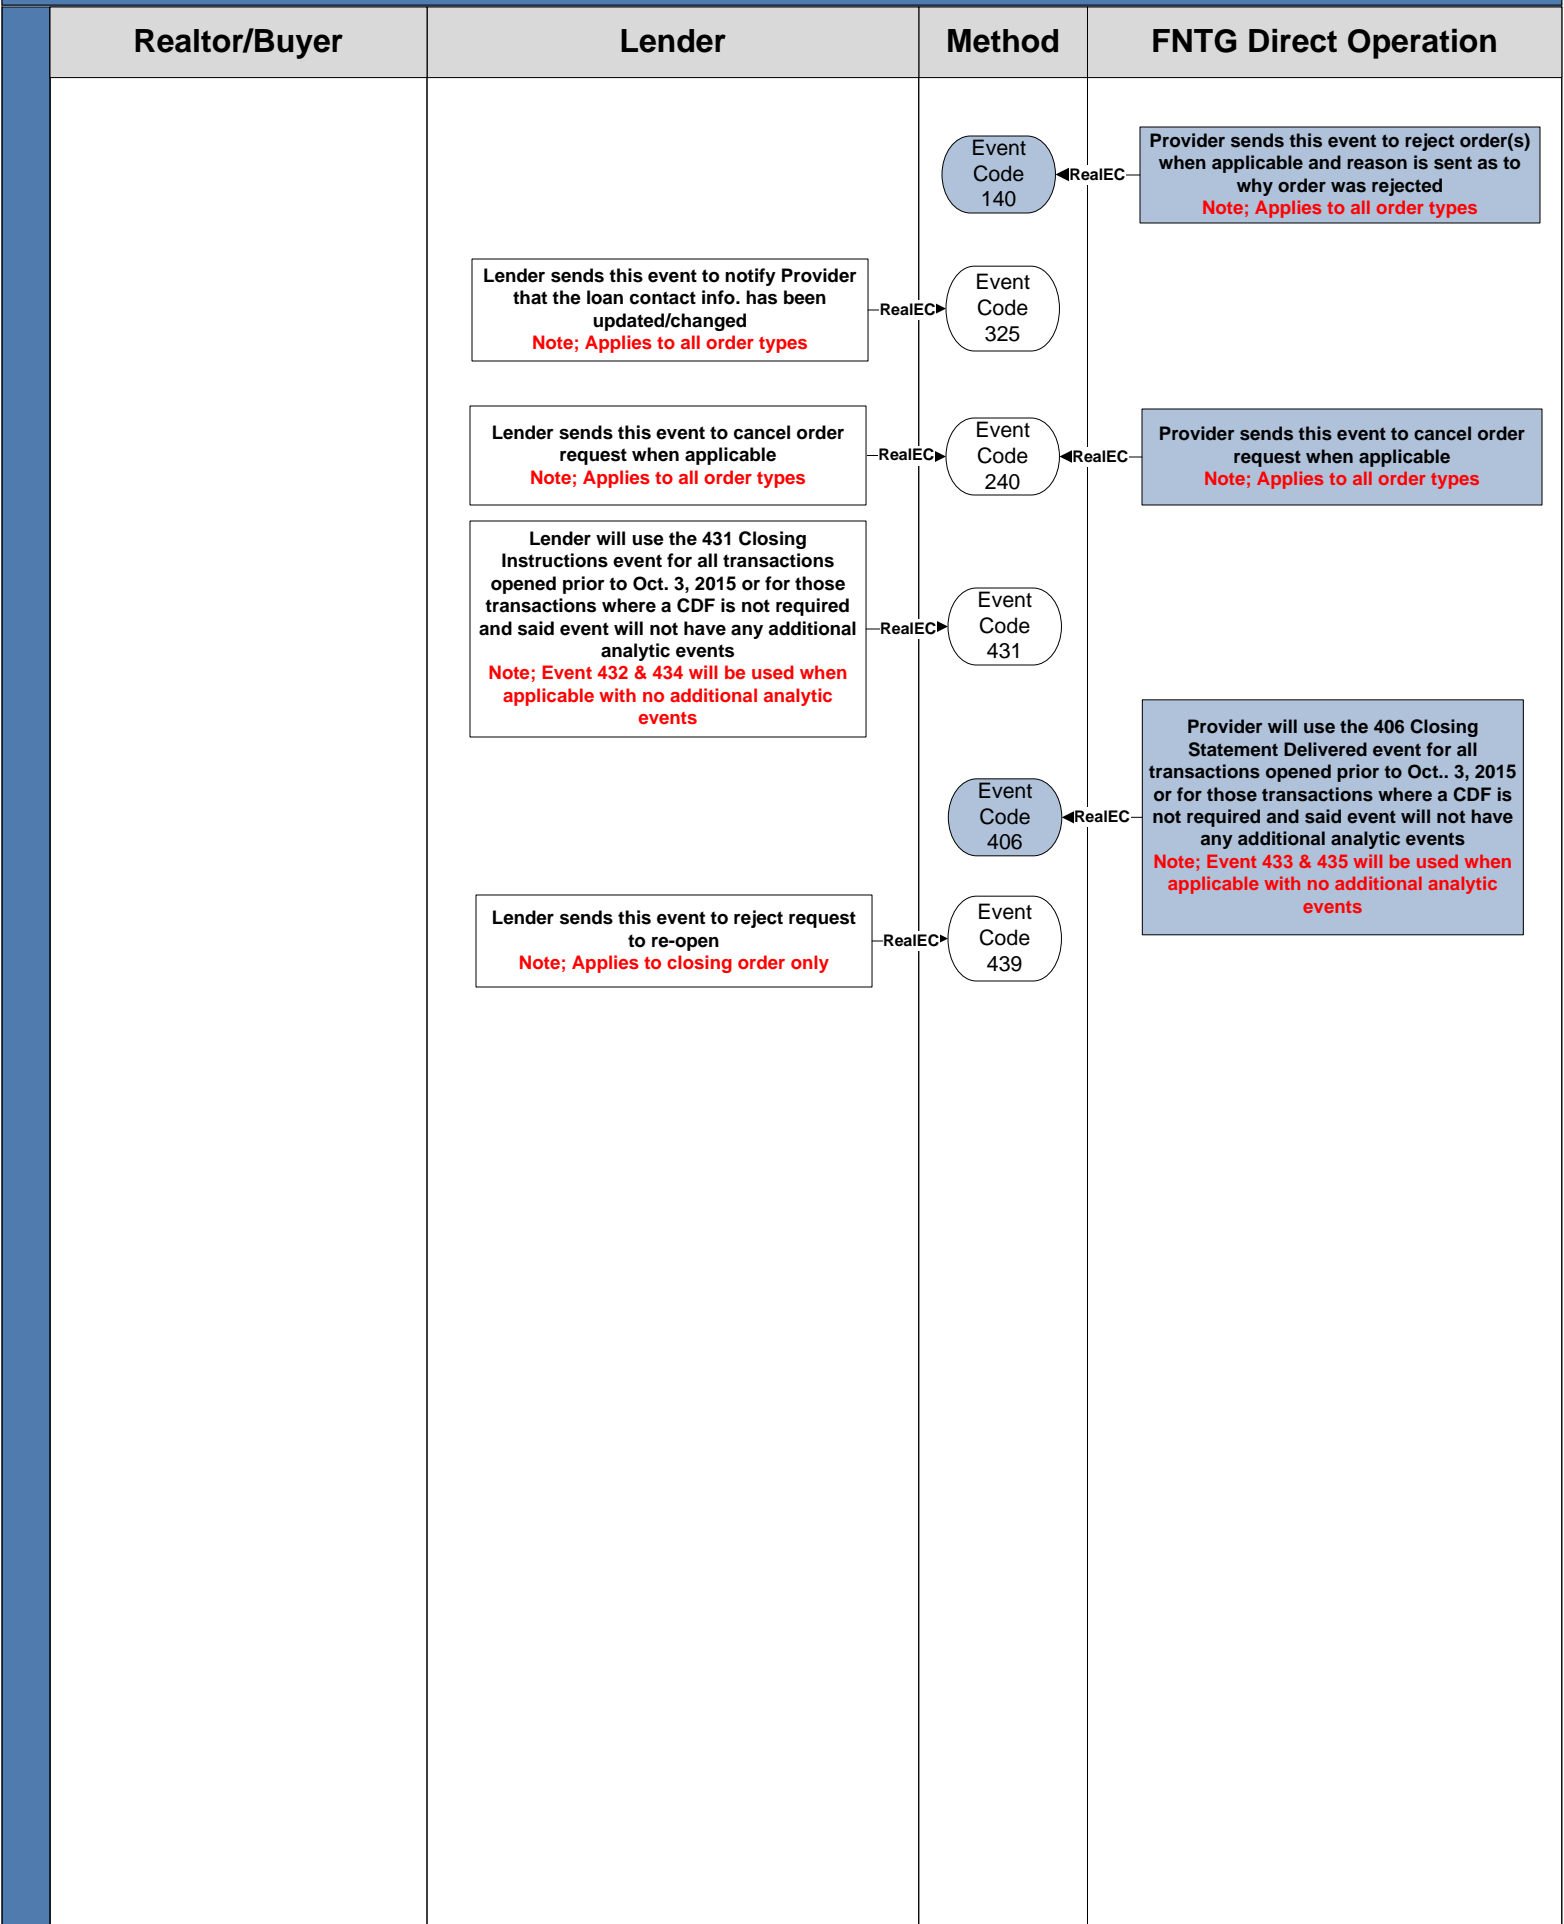 Realtor/Buyer
Lender
Method
FNTG Direct Operation
Event
Code
140
RealEC
Provider sends this event to reject order(s)
when applicable and reason is sent as to
why order was rejected
Note; Applies to all order types
Lender sends this event to notify Provider
that the loan contact info. has been
updated/changed
Note; Applies to all order types
RealEC
Event
Code
325
Lender sends this event to cancel order
request when applicable
Note; Applies to all order types
RealEC
Event
Code
240
RealEC
Provider sends this event to cancel order
request when applicable
Note; Applies to all order types
Lender will use the 431 Closing
Instructions event for all transactions
opened prior to Oct. 3, 2015 or for those
transactions where a CDF is not required
and said event will not have any additional
analytic events
Note; Event 432 & 434 will be used when
applicable with no additional analytic
events
RealEC
Event
Code
431
Event
Code
406
RealEC
Provider will use the 406 Closing
Statement Delivered event for all
transactions opened prior to Oct.. 3, 2015
or for those transactions where a CDF is
not required and said event will not have
any additional analytic events
Note; Event 433 & 435 will be used when
applicable with no additional analytic
events
Lender sends this event to reject request
to re-open
Note; Applies to closing order only
RealEC
Event
Code
439